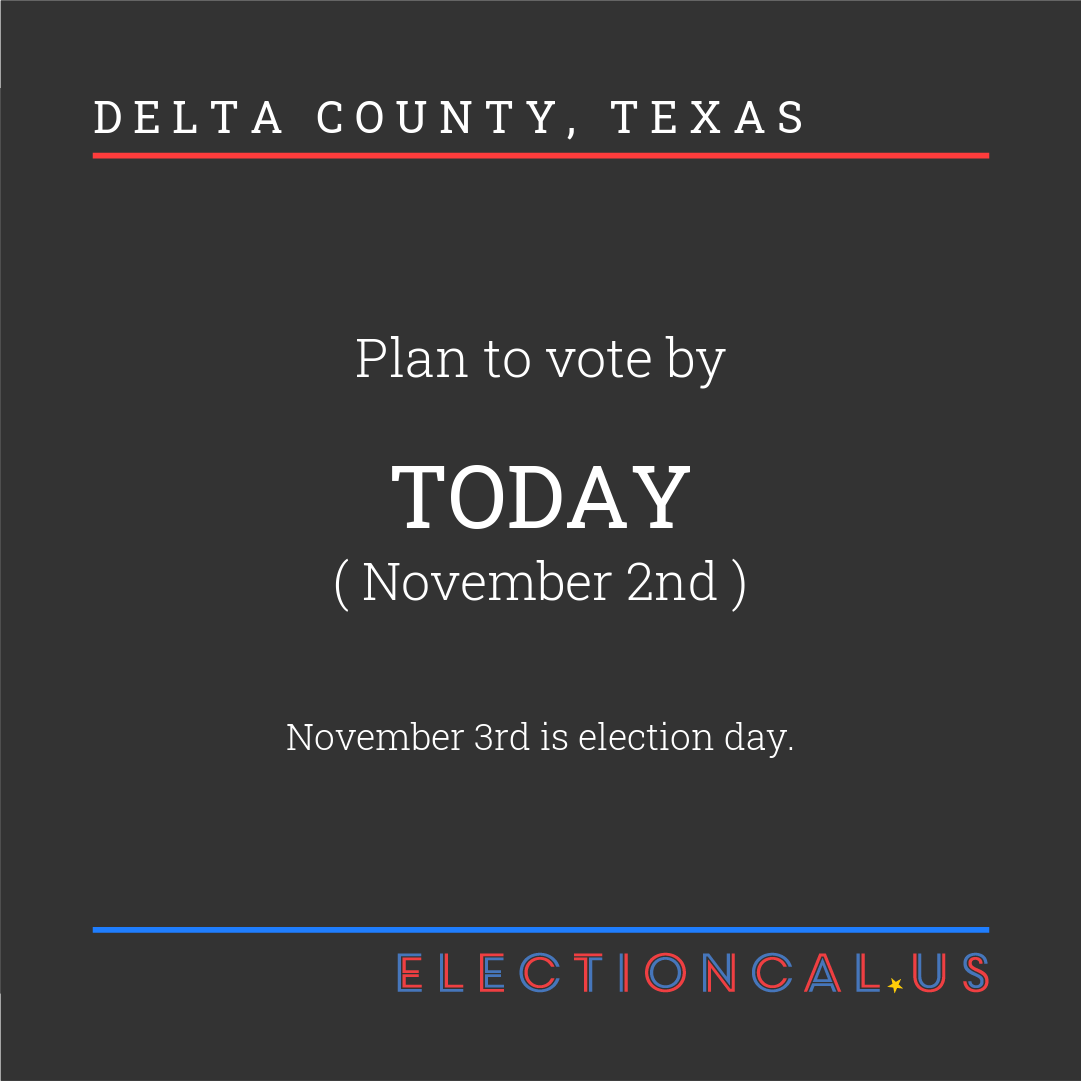 DELTA COUNTY, TEXAS
Plan to vote by
TODAY
( November 2nd )
November 3rd is election day.
ELECTIONCAL.US